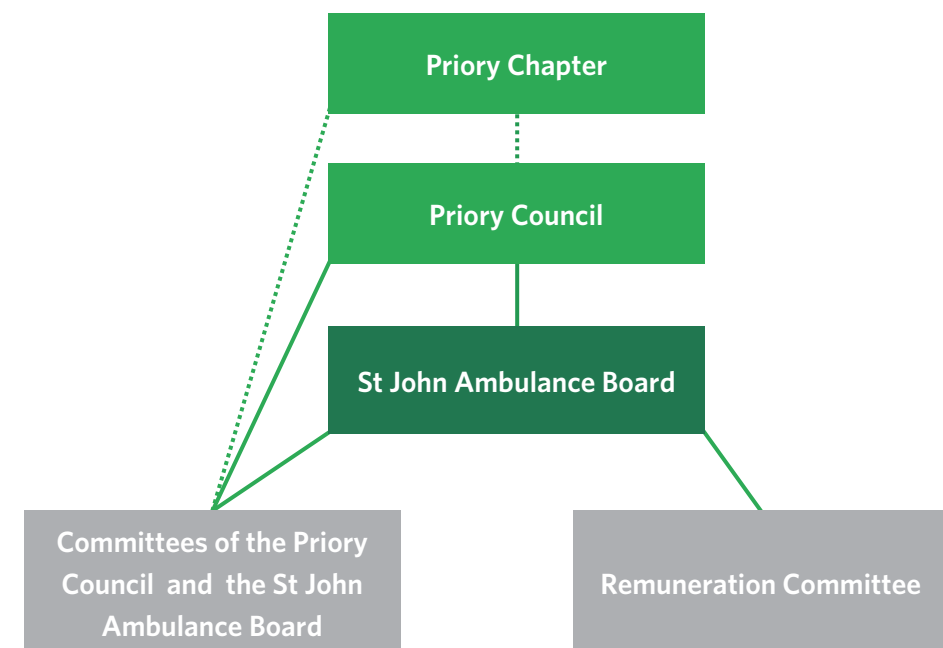 Priory Chapter
Priory Council
St John Ambulance Board
Committees of the Priory
Council and the St John
Ambulance Board
Remuneration Committee